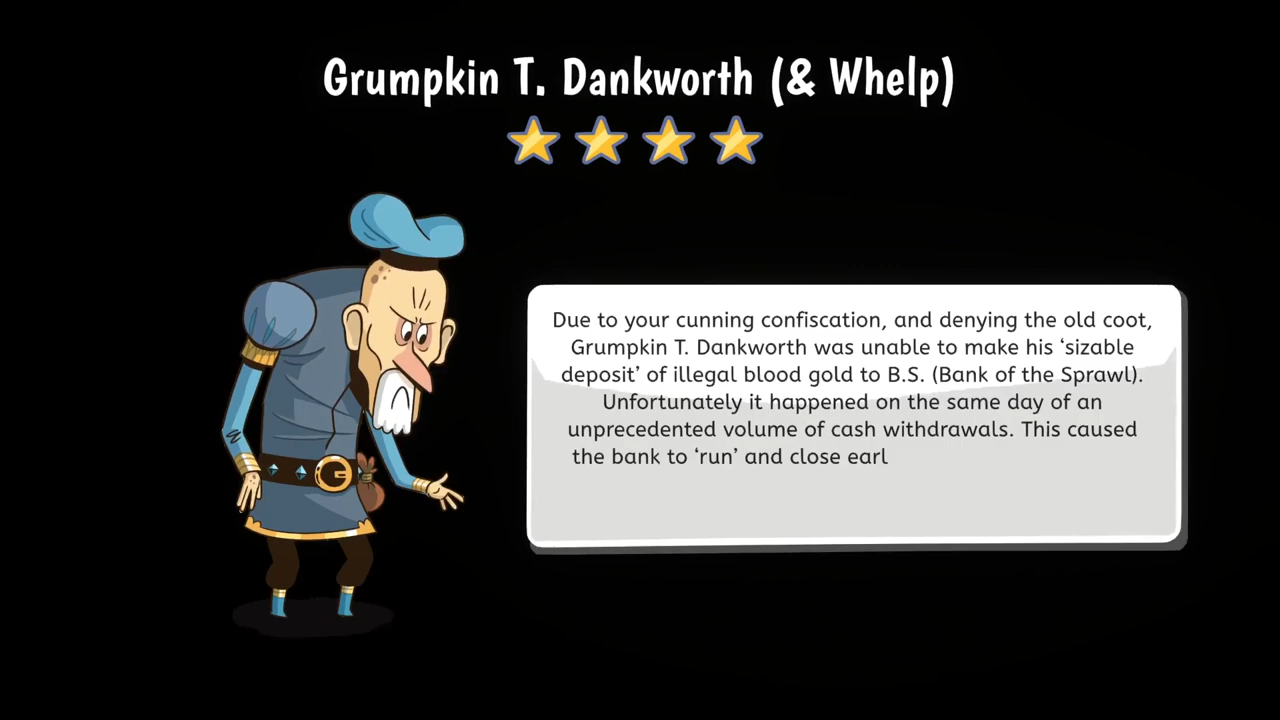 Grumpkin T. Dankworth (& Whelp)
Due to your cunning confiscation, and denying the old coot,
Grumpkin T. Dankworth was unable to make his ‘sizable
deposit’ of illegal blood gold to B.S. (Bank of the Sprawl).
Unfortunately it happened on the same day of an
unprecedented volume of cash withdrawals. This caused
the bank to ‘run’ and close earl
G